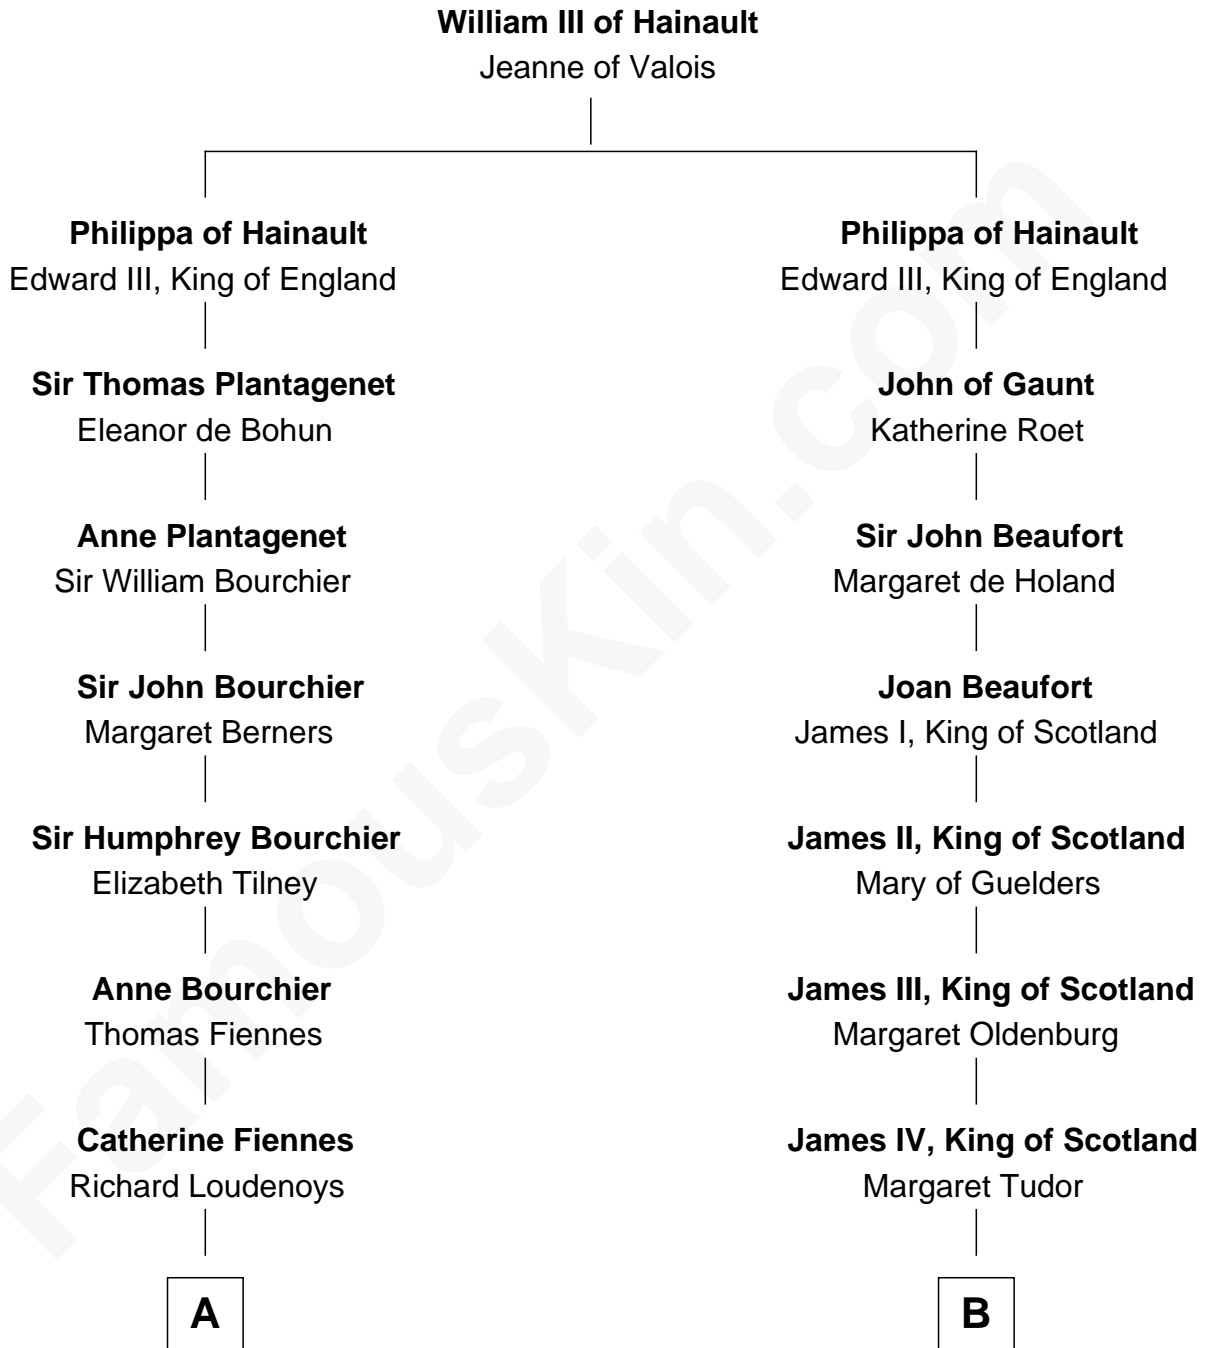 William III of Hainault
Jeanne of Valois
Philippa of Hainault
Edward III, King of England
Sir Thomas Plantagenet
Eleanor de Bohun
Anne Plantagenet
Sir William Bourchier
Sir John Bourchier
Margaret Berners
Sir Humphrey Bourchier
Elizabeth Tilney
Anne Bourchier
Thomas Fiennes
Catherine Fiennes
Richard Loudenoys
A
Philippa of Hainault
Edward III, King of England
John of Gaunt
Katherine Roet
Sir John Beaufort
Margaret de Holand
Joan Beaufort
James I, King of Scotland
James II, King of Scotland
Mary of Guelders
James III, King of Scotland
Margaret Oldenburg
James IV, King of Scotland
Margaret Tudor
B
FamousKin.com